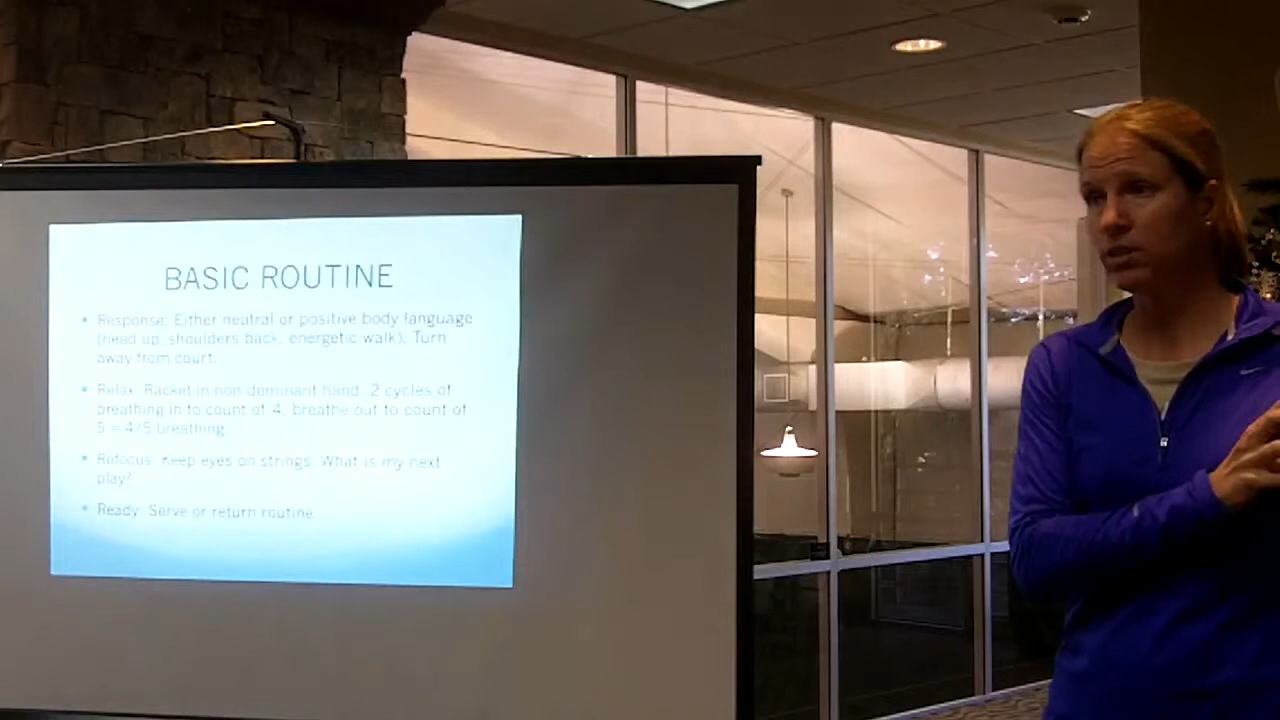 BASIC ROUTINE
• Response: Either neutral or positive body language
(head up, shoulders back, energetic walk). Turn
away from court.
• Relax: Racket in non-dominant hand. 2 cycles of
breathing in to count of 4, breathe out to count of
5 = 4/5 breathing.
• Refocus: Keep eyes on strings. What is my next
play?
• Ready: Serve or return routine.